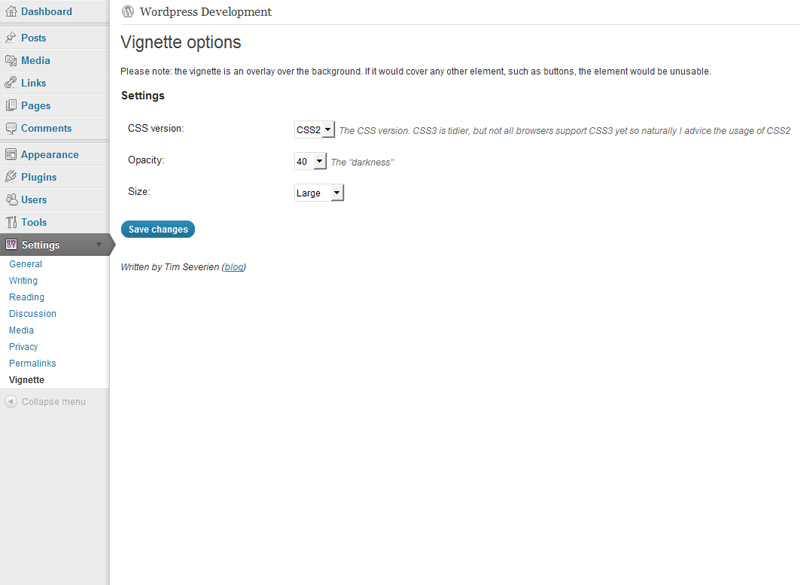 Dashboard
Posts
Media
Links
Pages
Comments
Appearance
Plugins
Users
Tools
Settings
General
Writing
Reading
Discussion
Media
Privacy
Permalinks
Vignette
Collapse menu
Wordpress Development
Vignette options
Please note: the vignette is an overlay over the background. If it would cover any other element, such as buttons, the element would be unusable.
Settings
CSS version: CSS2 The CSS version. CSS3 is tidier, but not all browsers support CSS3 yet so naturally I advice the usage of CSS2
Opacity: 40 The "darkness"
Size: Large
Save changes
Written by Tim Severien (blog)